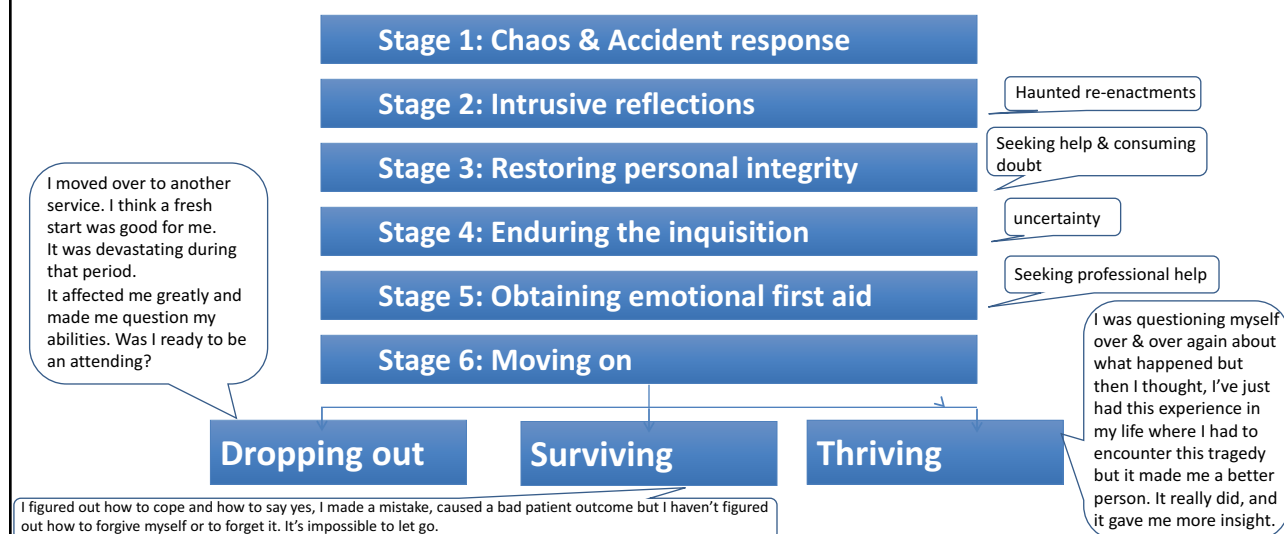 Stage 1: Chaos & Accident response
Stage 2: Intrusive reflections
Haunted re-enactments
Stage 3: Restoring personal integrity
Seeking help & consuming
doubt
Stage 4: Enduring the inquisition
uncertainty
Stage 5: Obtaining emotional first aid
Seeking professional help
Stage 6: Moving on
I moved over to another
service. I think a fresh
start was good for me.
It was devastating during
that period.
It affected me greatly and
made me question my
abilities. Was I ready to be
an attending?
Dropping out
Surviving
Thriving
I was questioning myself
over & over again about
what happened but
then I thought, I’ve just
had this experience in
my life where I had to
encounter this tragedy
but it made me a better
person. It really did, and
it gave me more insight.
I figured out how to cope and how to say yes, I made a mistake, caused a bad patient outcome but I haven’t figured
out how to forgive myself or to forget it. It’s impossible to let go.